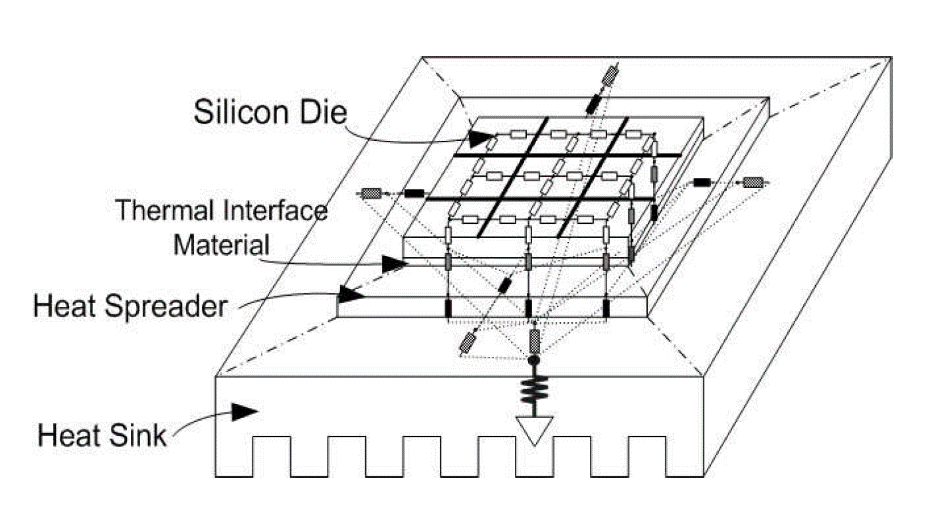 Silicon Die
Thermal Interface
Material
Heat Spreader
Heat Sink